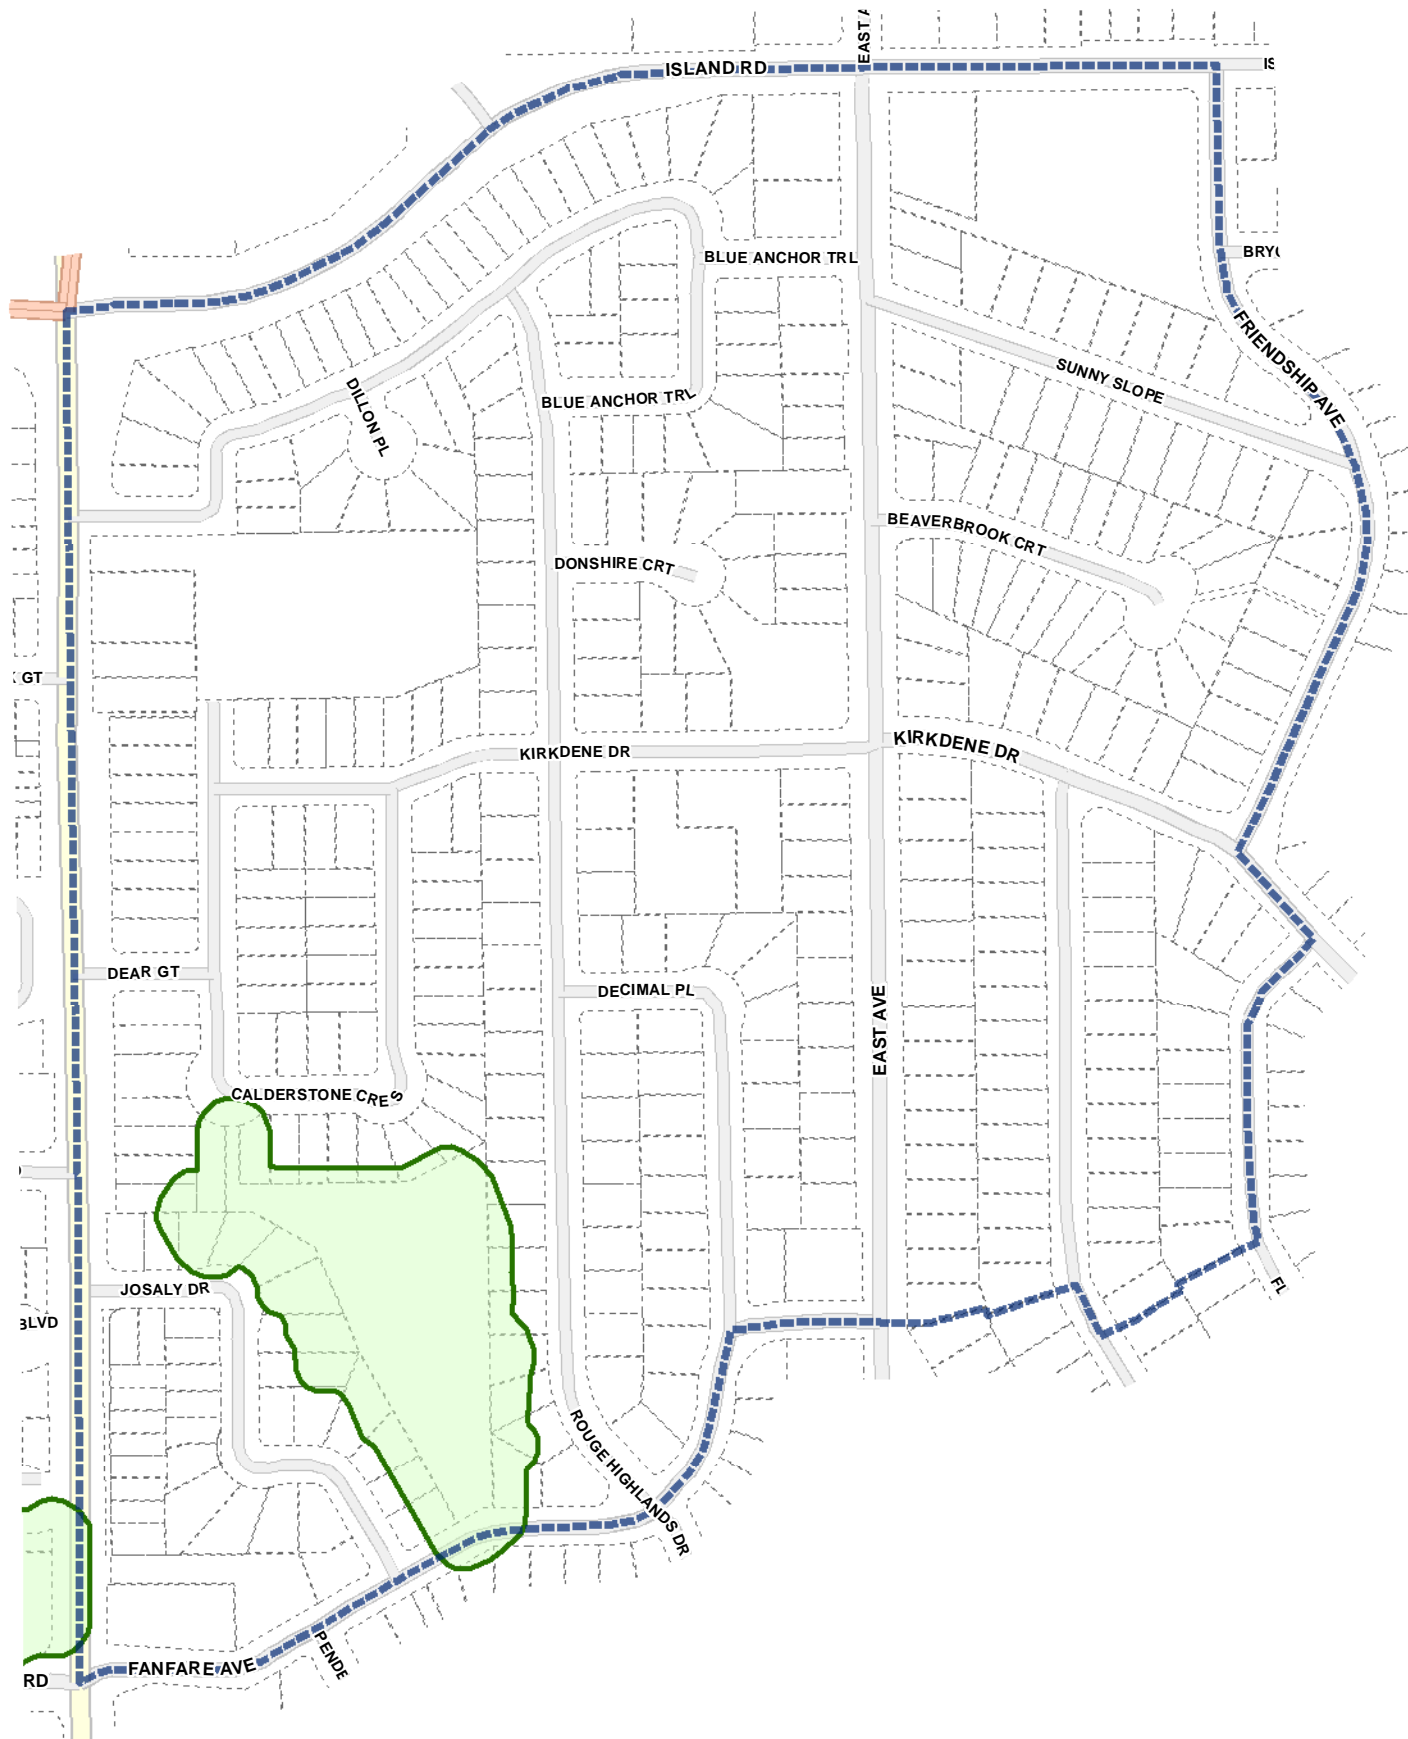 EAST A
ISLAND RD
IS
BLUE ANCHOR TRL
BRYC
FRIENDSHIP AVE
SUNNY SLOPE
DILLON PL
BLUE ANCHOR TRL
BEAVERBROOK CRT
DONSHIRE CRT
GT
KIRKDENE DR
KIRKDENE DR
DEAR GT
DECIMAL PL
EAST AVE
CALDERSTONE CRES
JOSALY DR
FL
BLVD
ROUGE HIGHLANDS DR
PENDE
FANFARE AVE
RD